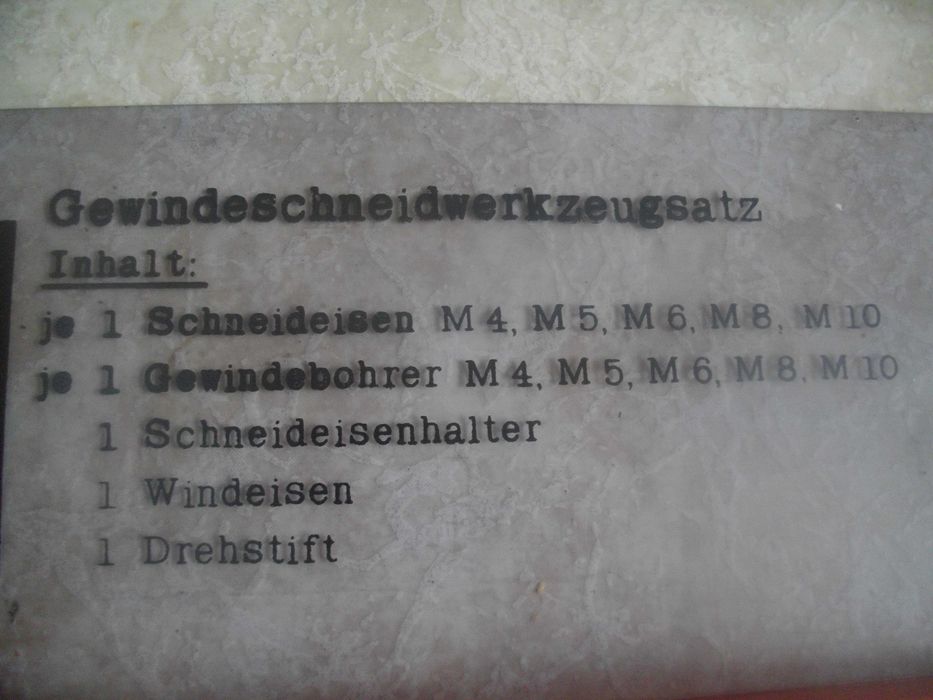 Gewindeschneidwerkzeugsatz
Inhalt:
je 1 Schneideisen M 4, M 5, M 6, M 8, M 10
je 1 Gewindebohrer M 4, M 5, M 6, M 8, M 10
1 Schneideisenhalter
1 Windeisen
1 Drehstift